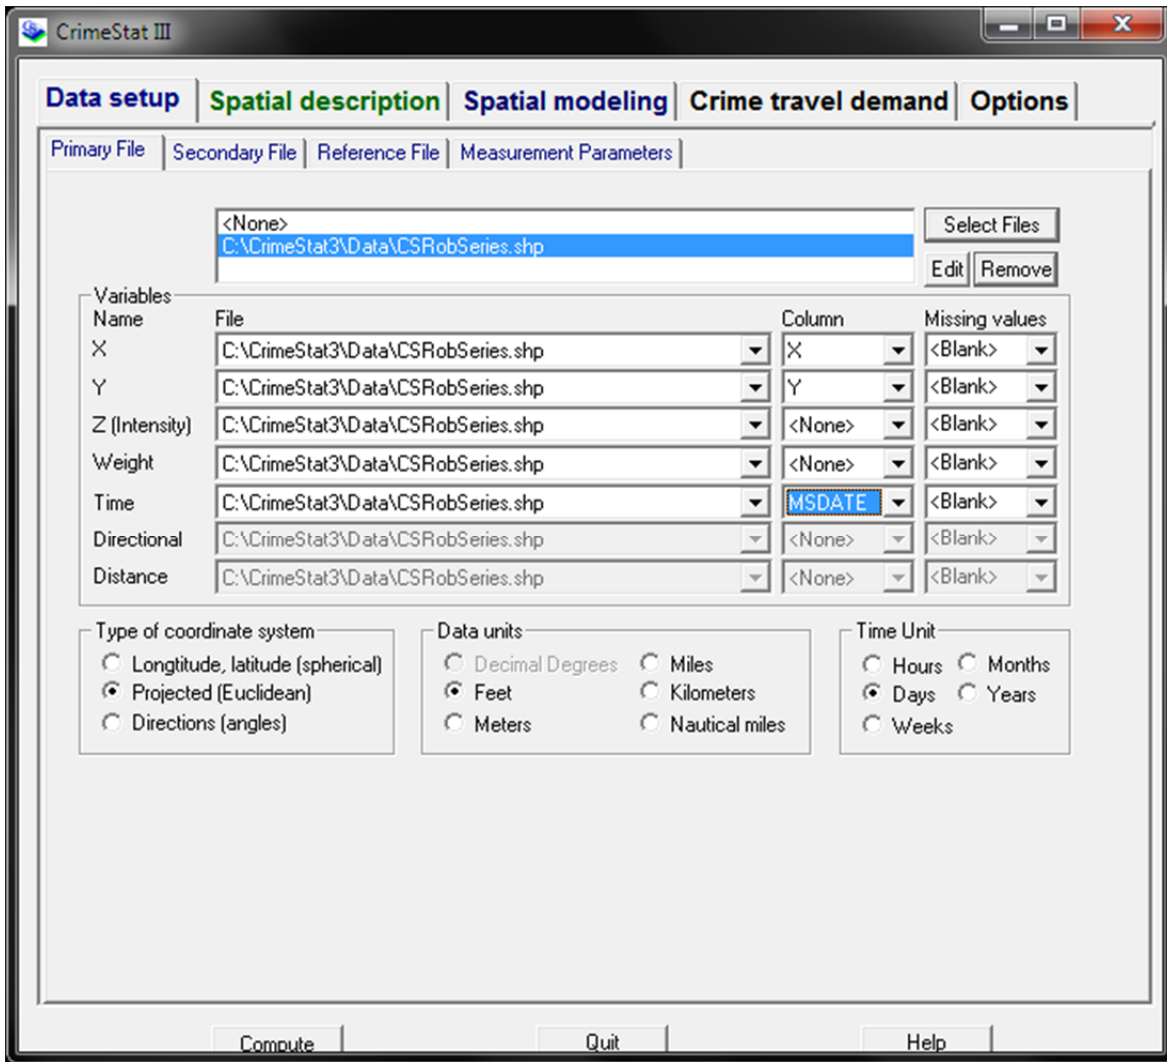 CrimeStat III
Data setup Spatial description Spatial modeling Crime travel demand Options
Primary File Secondary File Reference File Measurement Parameters
<None> Select Files
C:\CrimeStat3\Data\CSRobSeries.shp
Edit Remove
Variables
Name File Column Missing values
X C:\CrimeStat3\Data\CSRobSeries.shp X <Blank>
Y C:\CrimeStat3\Data\CSRobSeries.shp Y <Blank>
Z (Intensity) C:\CrimeStat3\Data\CSRobSeries.shp <None> <Blank>
Weight C:\CrimeStat3\Data\CSRobSeries.shp <None> <Blank>
Time C:\CrimeStat3\Data\CSRobSeries.shp MSDATE <Blank>
Directional C:\CrimeStat3\Data\CSRobSeries.shp <None> <Blank>
Distance C:\CrimeStat3\Data\CSRobSeries.shp <None> <Blank>
Type of coordinate system Data units Time Unit
Longtitude, latitude (spherical) Decimal Degrees Miles Hours Months
Projected (Euclidean) Feet Kilometers Days Years
Directions (angles) Meters Nautical miles Weeks
Compute Quit Help